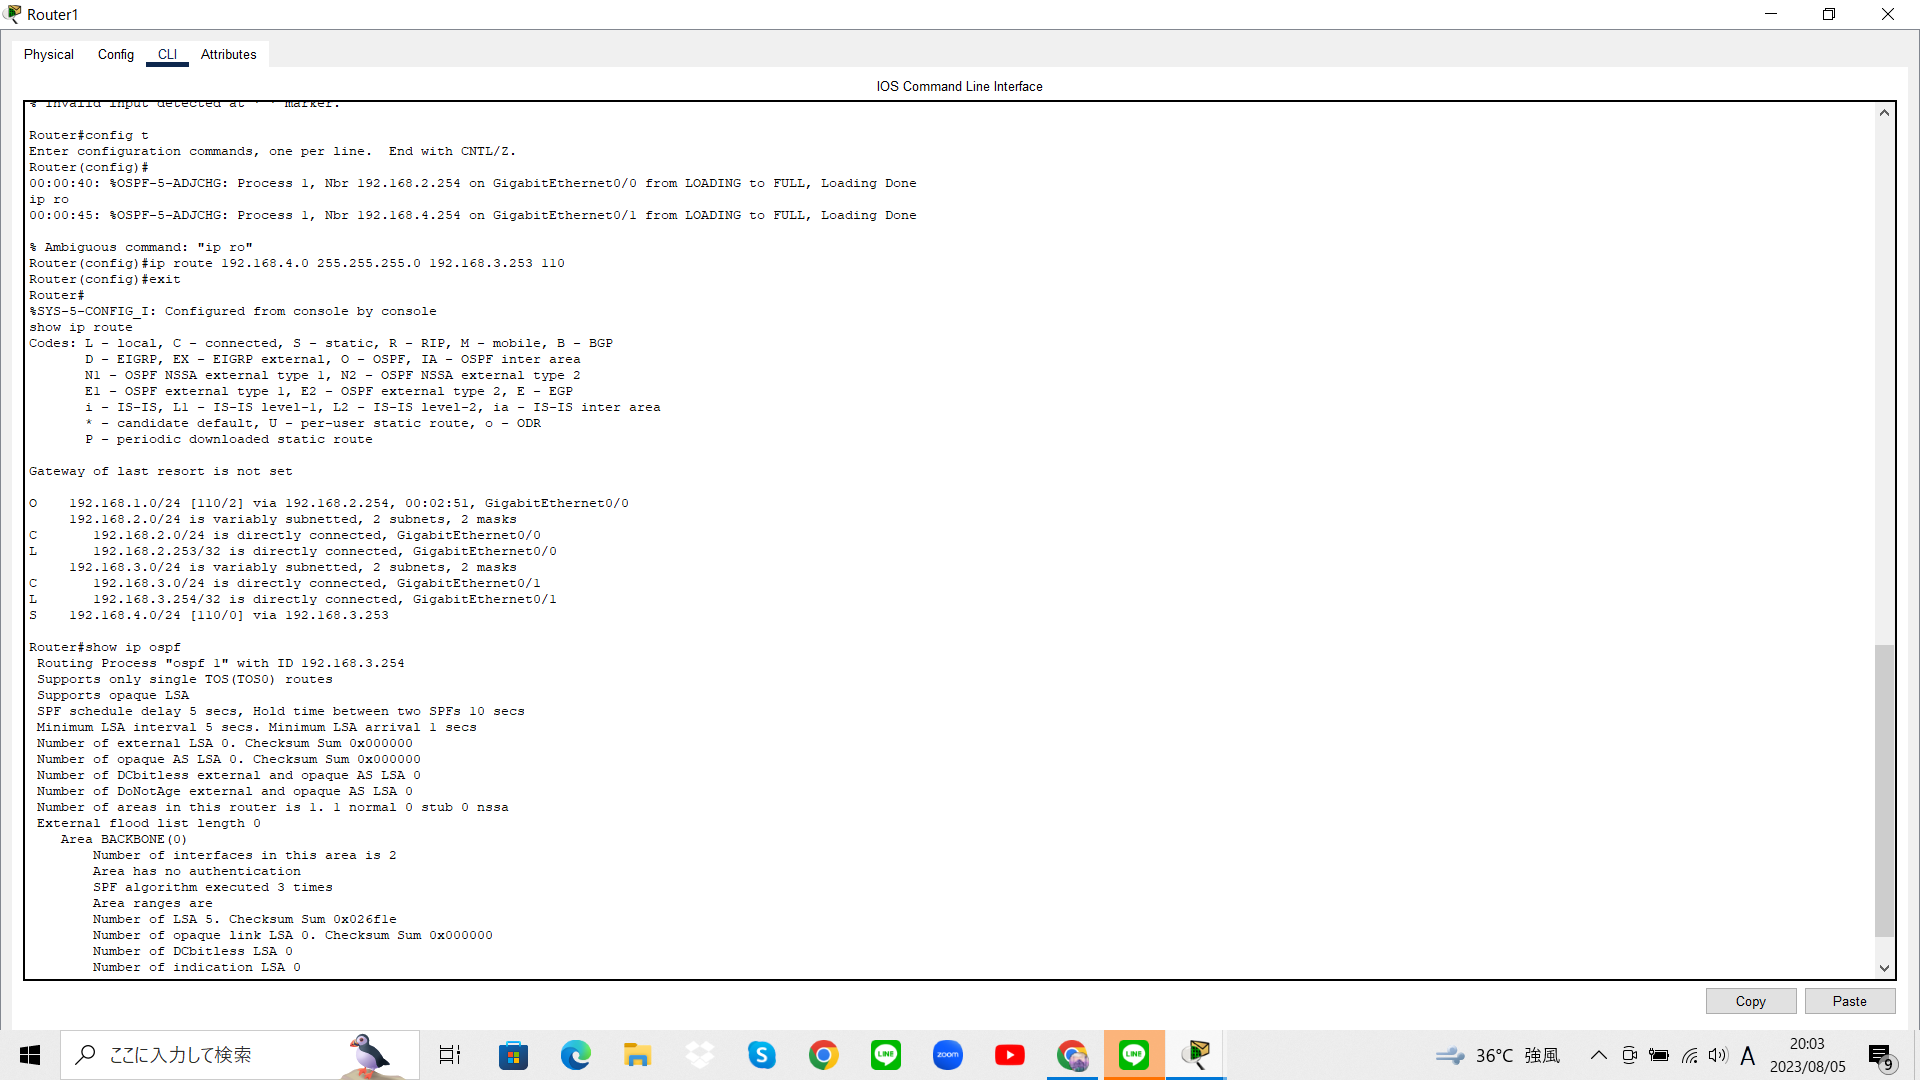 Router1
Physical Config CLI Attributes
IOS Command Line Interface
% Invalid input detected at '^' marker.
Router#config t
Enter configuration commands, one per line.  End with CNTL/Z.
Router(config)#
00:00:40: %OSPF-5-ADJCHG: Process 1, Nbr 192.168.2.254 on GigabitEthernet0/0 from LOADING to FULL, Loading Done
ip ro
00:00:45: %OSPF-5-ADJCHG: Process 1, Nbr 192.168.4.254 on GigabitEthernet0/1 from LOADING to FULL, Loading Done
% Ambiguous command: "ip ro"
Router(config)#ip route 192.168.4.0 255.255.255.0 192.168.3.253 110
Router(config)#exit
Router#
%SYS-5-CONFIG_I: Configured from console by console
show ip route
Codes: L - local, C - connected, S - static, R - RIP, M - mobile, B - BGP
D - EIGRP, EX - EIGRP external, O - OSPF, IA - OSPF inter area
N1 - OSPF NSSA external type 1, N2 - OSPF NSSA external type 2
E1 - OSPF external type 1, E2 - OSPF external type 2, E - EGP
i - IS-IS, L1 - IS-IS level-1, L2 - IS-IS level-2, ia - IS-IS inter area
* - candidate default, U - per-user static route, o - ODR
P - periodic downloaded static route
Gateway of last resort is not set
O    192.168.1.0/24 [110/2] via 192.168.2.254, 00:02:51, GigabitEthernet0/0
192.168.2.0/24 is variably subnetted, 2 subnets, 2 masks
C       192.168.2.0/24 is directly connected, GigabitEthernet0/0
L       192.168.2.253/32 is directly connected, GigabitEthernet0/0
192.168.3.0/24 is variably subnetted, 2 subnets, 2 masks
C       192.168.3.0/24 is directly connected, GigabitEthernet0/1
L       192.168.3.254/32 is directly connected, GigabitEthernet0/1
S    192.168.4.0/24 [110/0] via 192.168.3.253
Router#show ip ospf
Routing Process "ospf 1" with ID 192.168.3.254
Supports only single TOS(TOS0) routes
Supports opaque LSA
SPF schedule delay 5 secs, Hold time between two SPFs 10 secs
Minimum LSA interval 5 secs. Minimum LSA arrival 1 secs
Number of external LSA 0. Checksum Sum 0x000000
Number of opaque AS LSA 0. Checksum Sum 0x000000
Number of DCbitless external and opaque AS LSA 0
Number of DoNotAge external and opaque AS LSA 0
Number of areas in this router is 1. 1 normal 0 stub 0 nssa
External flood list length 0
Area BACKBONE(0)
Number of interfaces in this area is 2
Area has no authentication
SPF algorithm executed 3 times
Area ranges are
Number of LSA 5. Checksum Sum 0x026f1e
Number of opaque link LSA 0. Checksum Sum 0x000000
Number of DCbitless LSA 0
Number of indication LSA 0
Copy Paste
ここに入力して検索
LINE
zoom
LINE
36°C 強風
A
20:03
2023/08/05
9